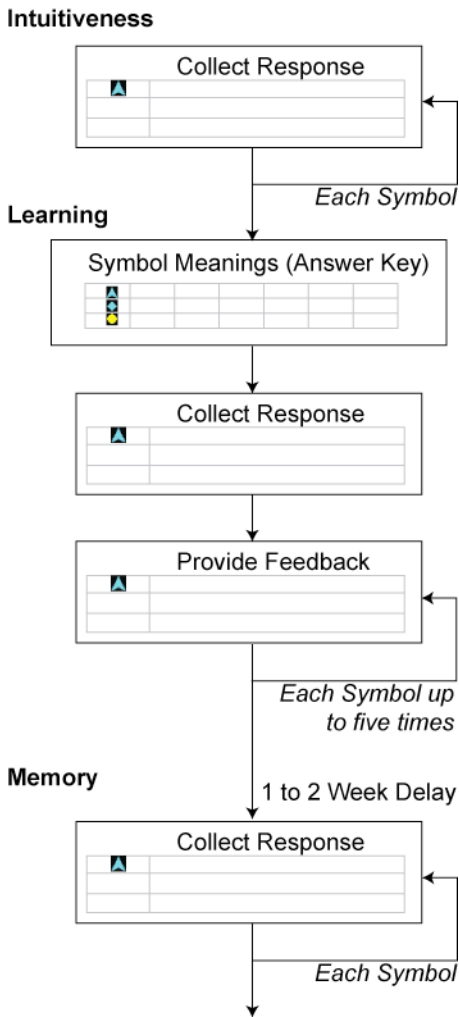 Intuitiveness
Collect Response
Each Symbol
Learning
Symbol Meanings (Answer Key)
Collect Response
Provide Feedback
Each Symbol up
to five times
Memory
1 to 2 Week Delay
Collect Response
Each Symbol